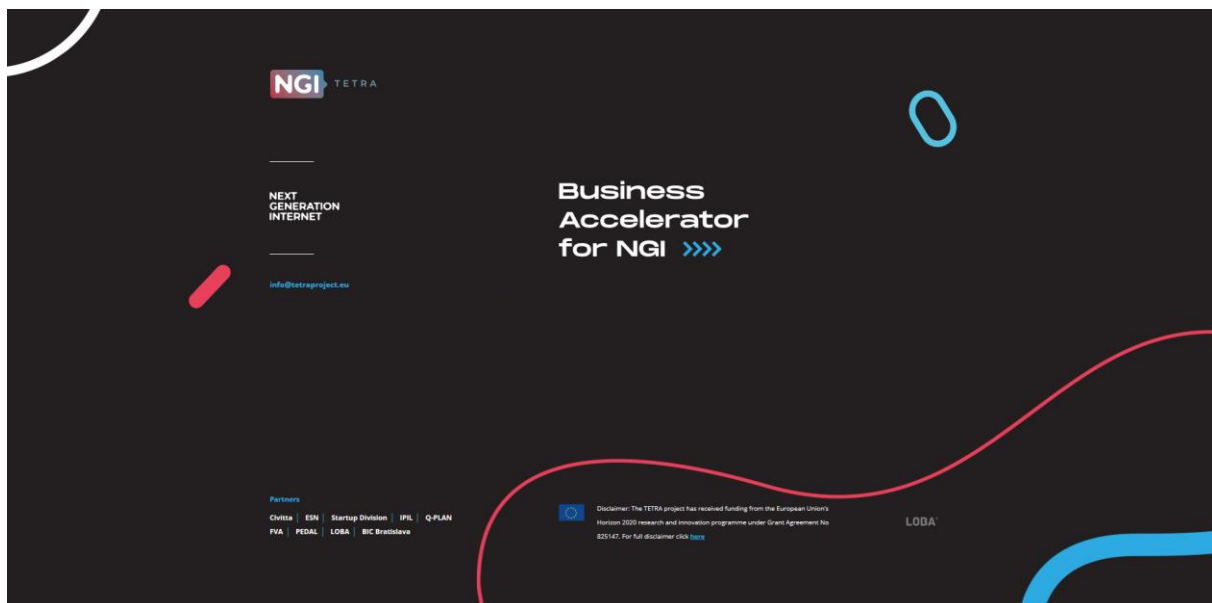 NGI TETRA
NEXT
GENERATION
INTERNET
info@tetraproject.eu
Business
Accelerator
for NGI »»
Partners
Civitta | ESN | Startup Division | IPIL | Q-PLAN
FVA | PEDAL | LOBA | BIC Bratislava
Disclaimer: The TETRA project has received funding from the European Union's
Horizon 2020 research and innovation programme under Grant Agreement No
825147. For full disclaimer click here
LOBA®